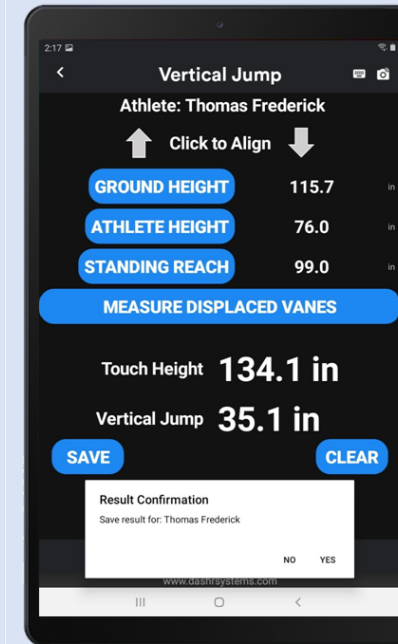 2:17
Vertical Jump
Athlete: Thomas Frederick
Click to Align
GROUND HEIGHT 115.7 in
ATHLETE HEIGHT 76.0 in
STANDING REACH 99.0 in
MEASURE DISPLACED VANES
Touch Height 134.1 in
Vertical Jump 35.1 in
SAVE CLEAR
Result Confirmation
Save result for: Thomas Frederick
NO YES
www.dashrsystems.com